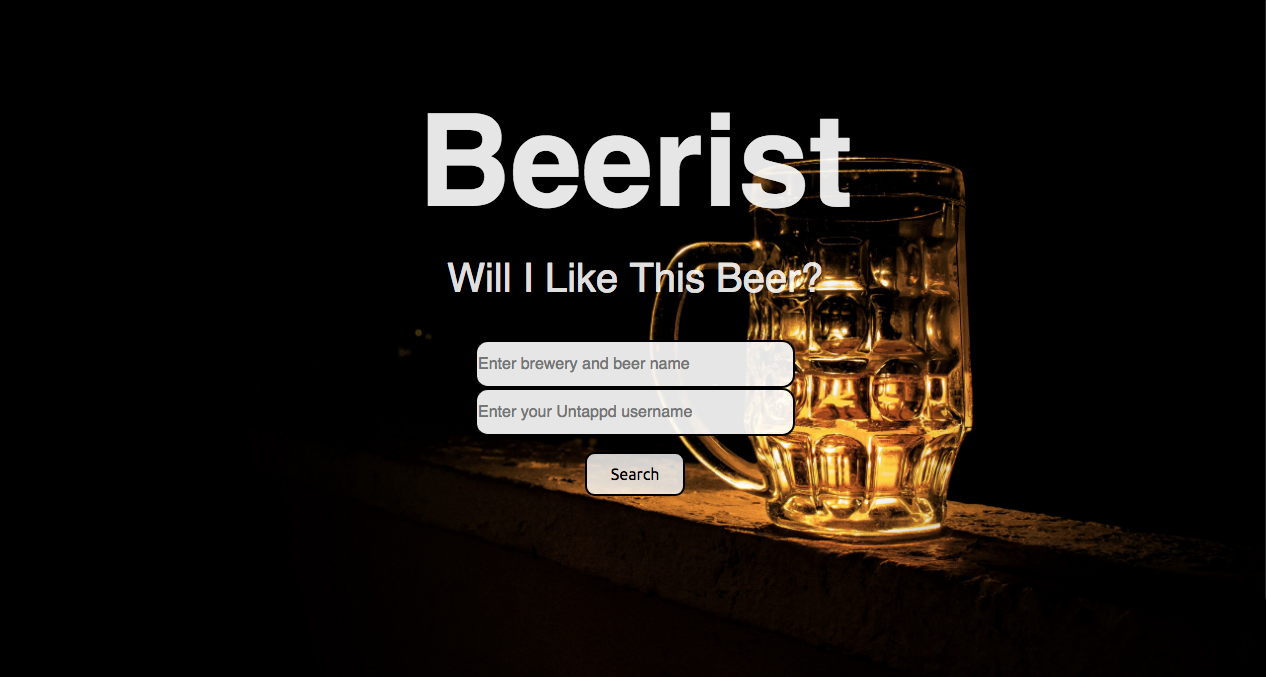 Beerist
Will I Like This Beer?
Enter brewery and beer name
Enter your Untappd username
Search